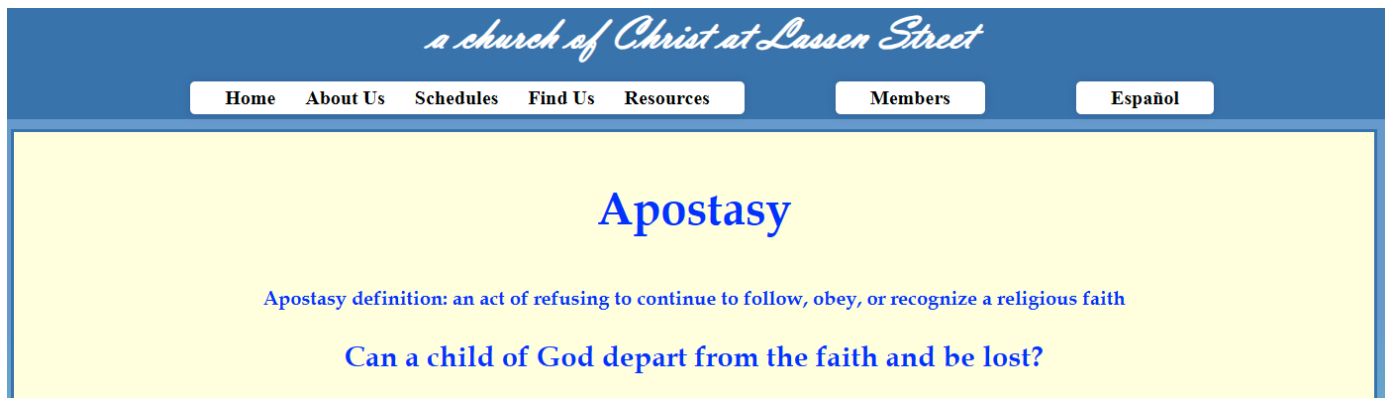 a church of Christ at Lassen Street
Home About Us Schedules Find Us Resources Members Español
Apostasy
Apostasy definition: an act of refusing to continue to follow, obey, or recognize a religious faith
Can a child of God depart from the faith and be lost?